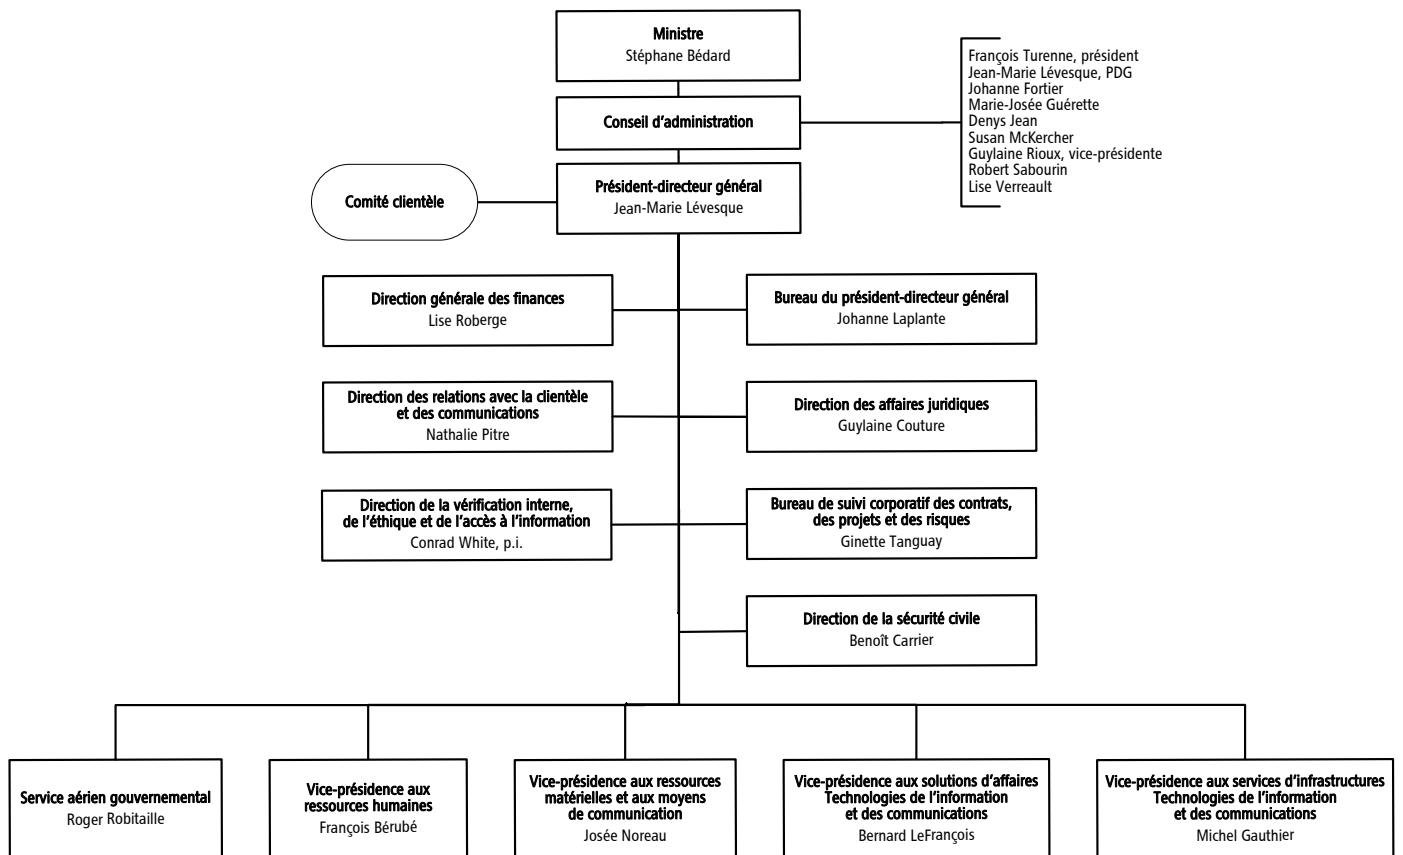 Ministre
Stéphane Bédard
François Turenne, président
Jean-Marie Lévesque, PDG
Johanne Fortier
Marie-Josée Guérette
Denys Jean
Susan McKercher
Guylaine Rioux, vice-présidente
Robert Sabourin
Lise Verreault
Conseil d'administration
Président-directeur général
Jean-Marie Lévesque
Comité clientèle
Direction générale des finances
Lise Roberge
Bureau du président-directeur général
Johanne Laplante
Direction des relations avec la clientèle
et des communications
Nathalie Pitre
Direction des affaires juridiques
Guylaine Couture
Direction de la vérification interne,
de l'éthique et de l'accès à l'information
Conrad White, p.i.
Bureau de suivi corporatif des contrats,
des projets et des risques
Ginette Tanguay
Direction de la sécurité civile
Benoît Carrier
Service aérien gouvernemental
Roger Robitaille
Vice-présidence aux
ressources humaines
François Bérubé
Vice-présidence aux ressources
matérielles et aux moyens
de communication
Josée Noreau
Vice-présidence aux solutions d'affaires
Technologies de l'information
et des communications
Bernard LeFrançois
Vice-présidence aux services d'infrastructures
Technologies de l'information
et des communications
Michel Gauthier